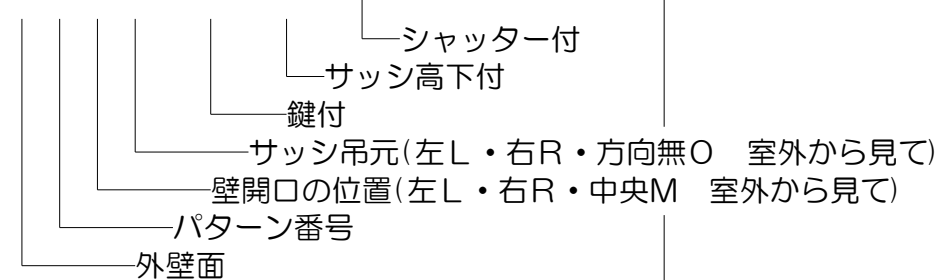 シャッター付
サッシ高下付
鍵付
サッシ吊元(左L・右R・方向無O　室外から見て)
壁開口の位置(左L・右R・中央M　室外から見て)
パターン番号
外壁面